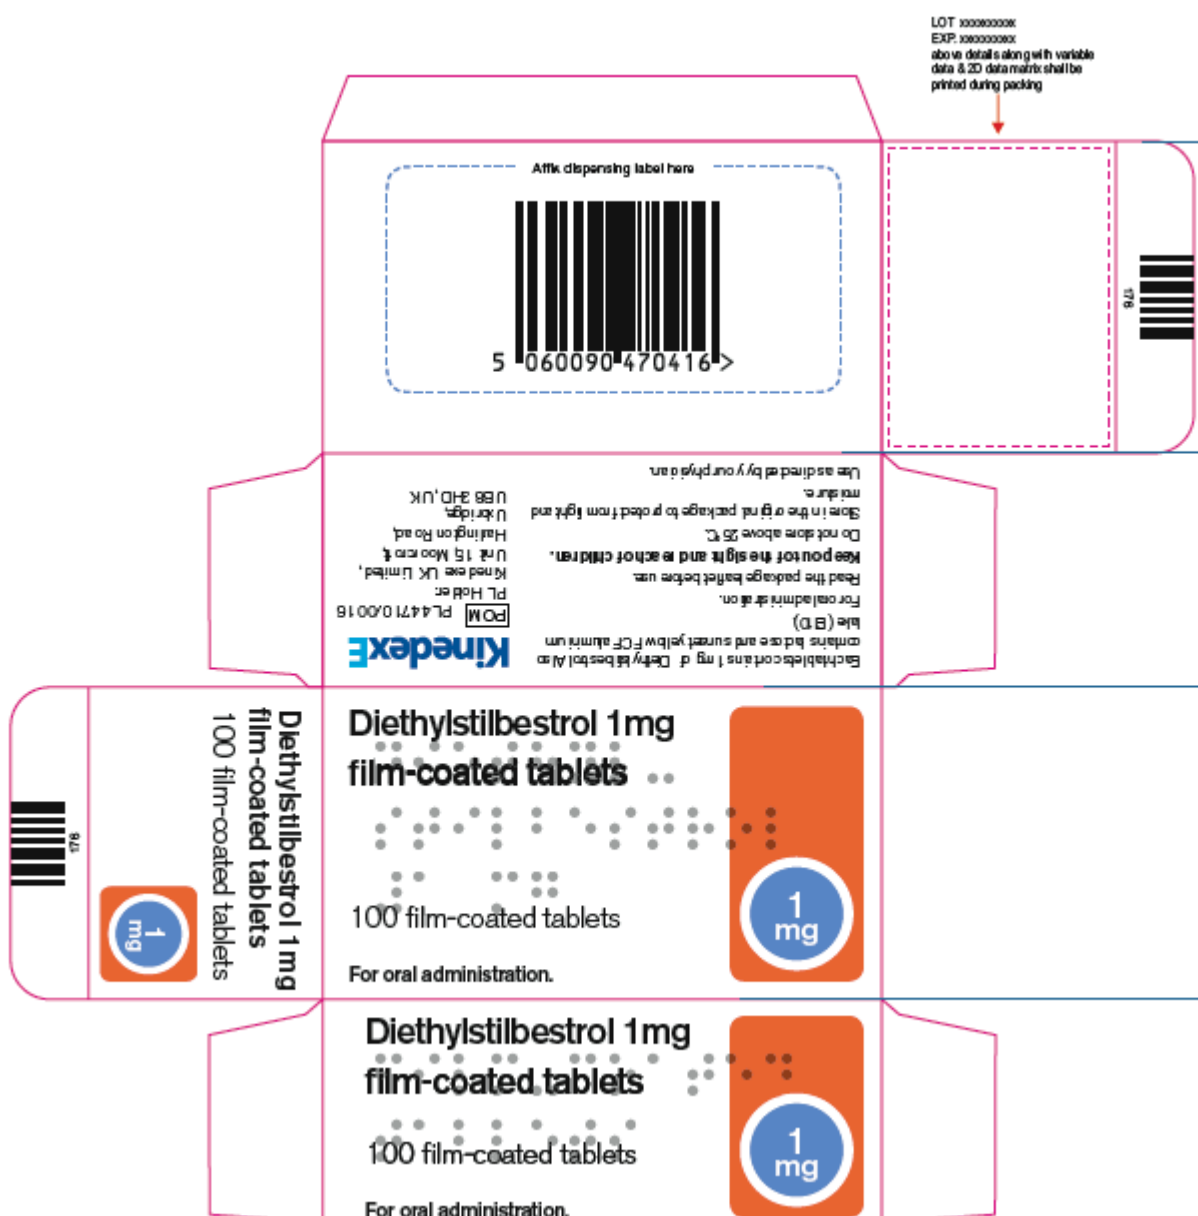 LOT xxxxxxxxxx
EXP. xxxxxxxxxx
above details along with variable
data & 2D data matrix shall be
printed during packing
Affix dispensing label here
5 060090 470416 >
178
Each tablets contains 1 mg of Diethylstilbestrol Also
contains lactose and sunset yellow FCF aluminium
lake (E110)
For oral administration.
Read the package leaflet before use.
Keep out of the sight and reach of children.
Do not store above 25°C.
Store in the original package to protect from light and
moisture.
Use as directed by your physician.
KinedexE
POM PL 44710/0016
PL Holder:
Kinedexe UK Limited,
Unit 15, Moorcroft,
Harlington Road,
Uxbridge,
UB8 3HD, UK
Diethylstilbestrol 1mg
film-coated tablets
100 film-coated tablets
1
mg
178
Diethylstilbestrol 1mg
film-coated tablets
100 film-coated tablets
For oral administration.
1
mg
Diethylstilbestrol 1mg
film-coated tablets
100 film-coated tablets
For oral administration.
1
mg